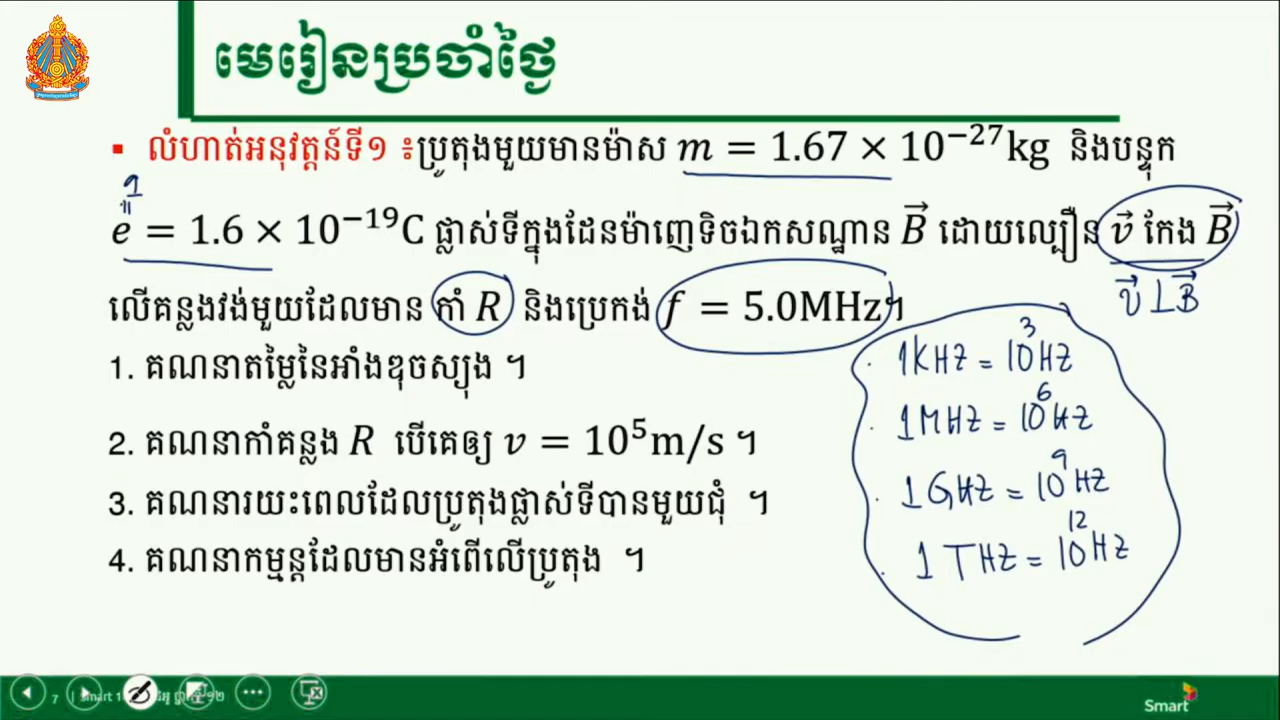 មេរៀនប្រចាំថ្ងៃ
▪ លំហាត់អនុវត្តន៍ទី១ ៖ប្រូតុងមួយមានម៉ាស m = 1.67 × 10⁻²⁷kg និងបន្ទុក
q
=
e = 1.6 × 10⁻¹⁹C ផ្លាស់ទីក្នុងដែនម៉ាញេទិចឯកសណ្ឋាន B⃗ ដោយល្បឿន v⃗ កែង B⃗
v⃗ ⊥ B⃗
លើគន្លងវង់មួយដែលមាន កាំ R និងប្រេកង់ f = 5.0MHz។
1. គណនាតម្លៃនៃអាំងឌុចស្យុង ។
2. គណនាកាំគន្លង R បើគេឲ្យ v = 10⁵m/s ។
3. គណនារយៈពេលដែលប្រូតុងផ្លាស់ទីបានមួយជុំ ។
4. គណនាកម្មន្តដែលមានអំពើលើប្រូតុង ។
1KHZ = 10³HZ
1MHZ = 10⁶HZ
1GHZ = 10⁹HZ
1THZ = 10¹²HZ
7 | Smart
Smart